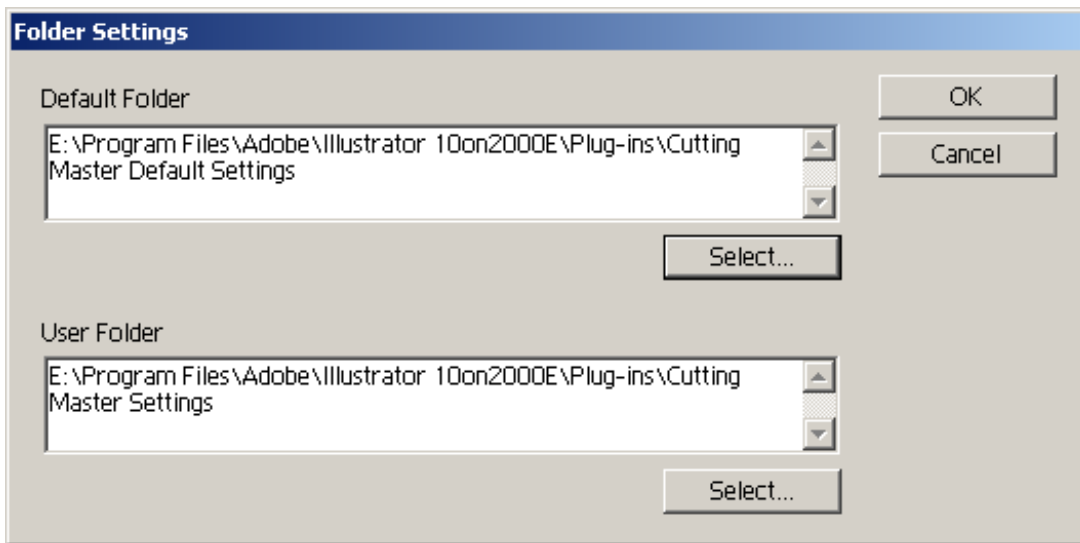 Folder Settings
Default Folder
OK
E:\Program Files\Adobe\Illustrator 10on2000E\Plug-ins\Cutting
Master Default Settings
Cancel
Select...
User Folder
E:\Program Files\Adobe\Illustrator 10on2000E\Plug-ins\Cutting
Master Settings
Select...